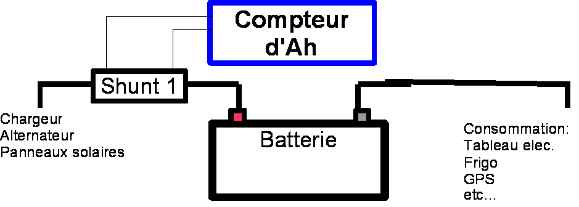 Compteur
d'Ah
Shunt 1
Chargeur
Alternateur
Panneaux solaires
Batterie
Consommation:
Tableau elec.
Frigo
GPS
etc...